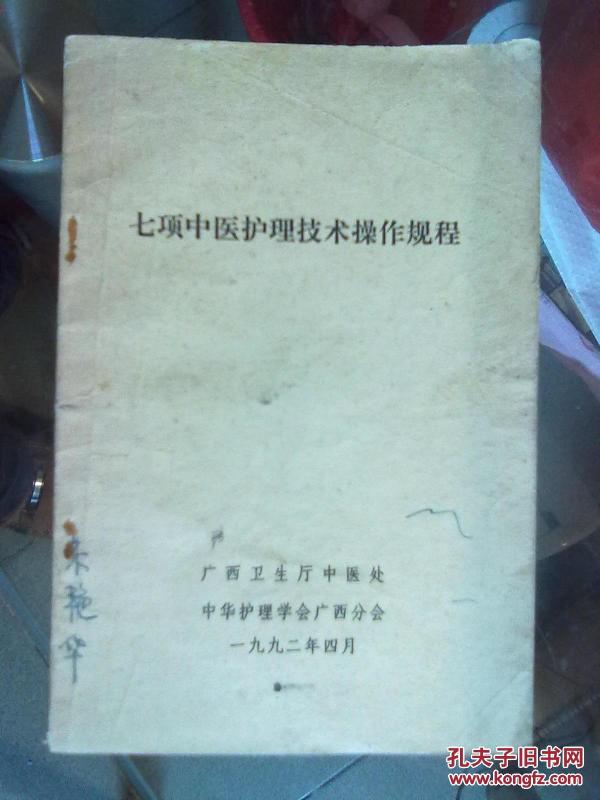 七项中医护理技术操作规程
广西卫生厅中医处
中华护理学会广西分会
一九九二年四月
艳华
孔夫子旧书网
www.kongfz.com